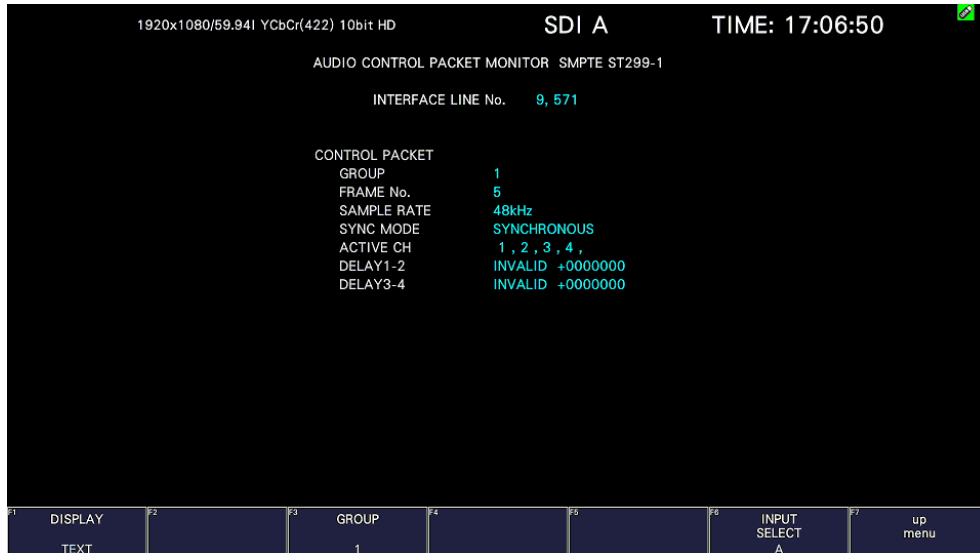 1920x1080/59.94I YCbCr(422) 10bit HD SDI A TIME: 17:06:50
AUDIO CONTROL PACKET MONITOR SMPTE ST299-1
INTERFACE LINE No. 9, 571
CONTROL PACKET
GROUP 1
FRAME No. 5
SAMPLE RATE 48kHz
SYNC MODE SYNCHRONOUS
ACTIVE CH 1 , 2 , 3 , 4 ,
DELAY1-2 INVALID +0000000
DELAY3-4 INVALID +0000000
F1 DISPLAY F2 F3 GROUP F4 F5 F6 INPUT F7 up
SELECT menu
TEXT 1 A